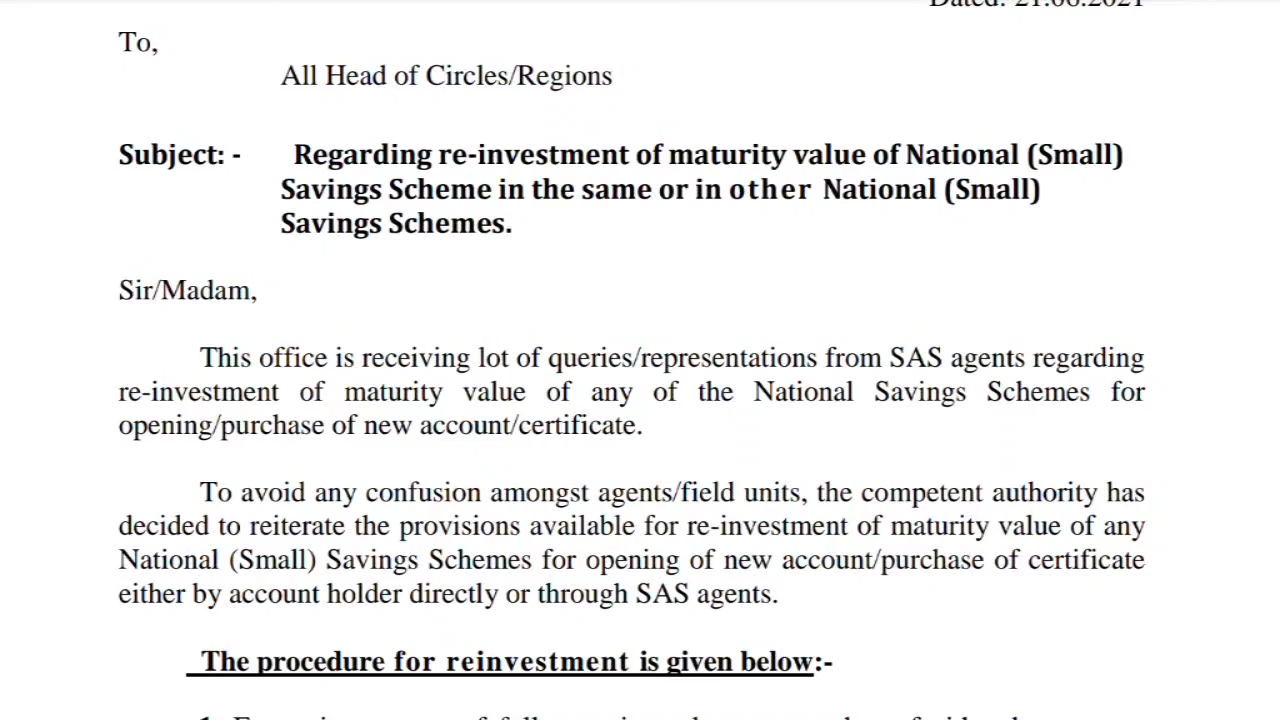 Dated: 21.06.2021
To,
All Head of Circles/Regions
Subject: - Regarding re-investment of maturity value of National (Small)
Savings Scheme in the same or in other National (Small)
Savings Schemes.
Sir/Madam,
This office is receiving lot of queries/representations from SAS agents regarding
re-investment of maturity value of any of the National Savings Schemes for
opening/purchase of new account/certificate.
To avoid any confusion amongst agents/field units, the competent authority has
decided to reiterate the provisions available for re-investment of maturity value of any
National (Small) Savings Schemes for opening of new account/purchase of certificate
either by account holder directly or through SAS agents.
The procedure for reinvestment is given below:-